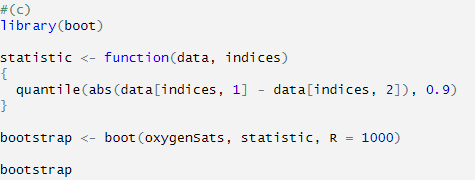 #(c)
library(boot)
statistic <- function(data, indices)
{
  quantile(abs(data[indices, 1] - data[indices, 2]), 0.9)
}
bootstrap <- boot(oxygenSats, statistic, R = 1000)
bootstrap